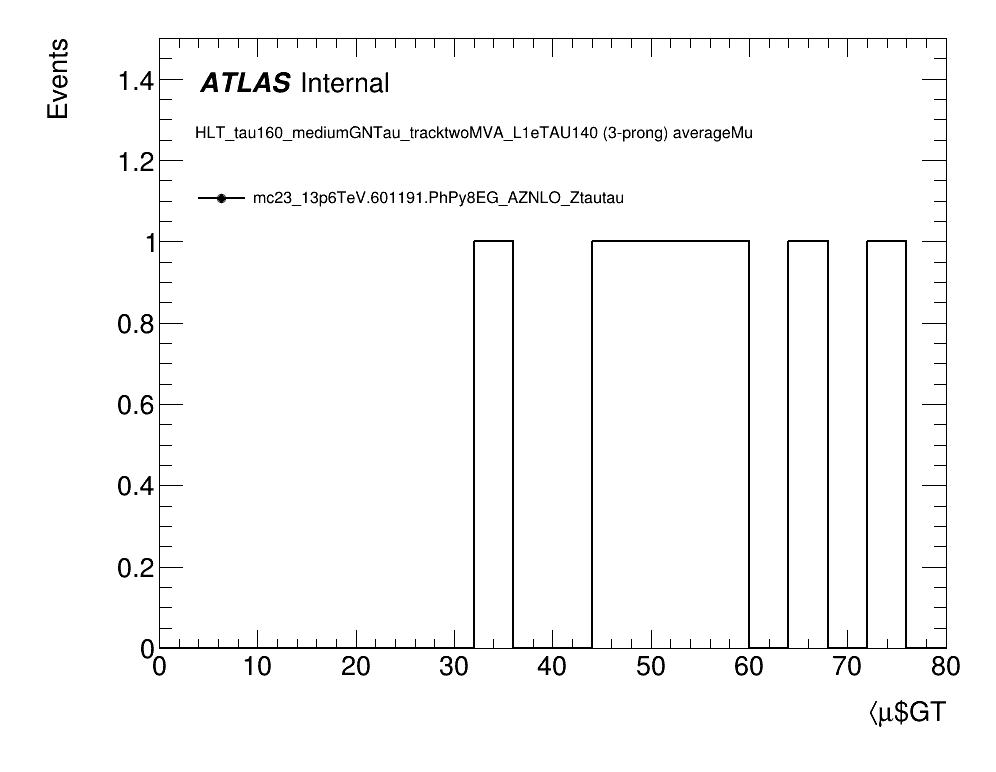 Events
ATLAS Internal
HLT_tau160_mediumGNTau_tracktwoMVA_L1eTAU140 (3-prong) averageMu
mc23_13p6TeV.601191.PhPy8EG_AZNLO_Ztautau
1.4
1.2
1
0.8
0.6
0.4
0.2
0
0 10 20 30 40 50 60 70 80
⟨μ$GT